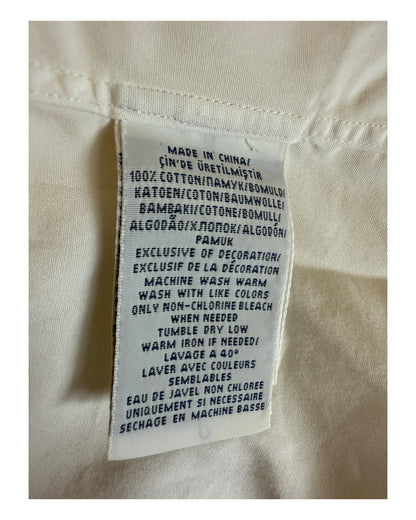 MADE IN CHINA/
ÇİN'DE ÜRETİLMİŞTİR
100% COTTON/ПАМУК/BOMULD/
KATOEN/COTON/BAUMWOLLE/
BAMBAKI/COTONE/BOMULL/
ALGODÃO/ХЛОПОК/ALGODÓN/
PAMUK
EXCLUSIVE OF DECORATION/
EXCLUSIF DE LA DÉCORATION
MACHINE WASH WARM
WASH WITH LIKE COLORS
ONLY NON-CHLORINE BLEACH
WHEN NEEDED
TUMBLE DRY LOW
WARM IRON IF NEEDED/
LAVAGE A 40°
LAVER AVEC COULEURS
SEMBLABLES
EAU DE JAVEL NON CHLOREE
UNIQUEMENT SI NECESSAIRE
SECHAGE EN MACHINE BASSE